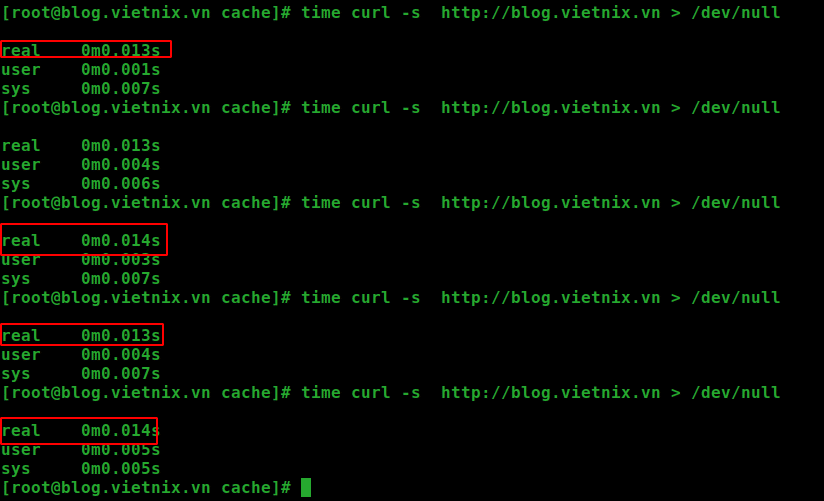 [root@blog.vietnix.vn cache]# time curl -s  http://blog.vietnix.vn > /dev/null
real    0m0.013s
user    0m0.001s
sys     0m0.007s
[root@blog.vietnix.vn cache]# time curl -s  http://blog.vietnix.vn > /dev/null
real    0m0.013s
user    0m0.004s
sys     0m0.006s
[root@blog.vietnix.vn cache]# time curl -s  http://blog.vietnix.vn > /dev/null
real    0m0.014s
user    0m0.003s
sys     0m0.007s
[root@blog.vietnix.vn cache]# time curl -s  http://blog.vietnix.vn > /dev/null
real    0m0.013s
user    0m0.004s
sys     0m0.007s
[root@blog.vietnix.vn cache]# time curl -s  http://blog.vietnix.vn > /dev/null
real    0m0.014s
user    0m0.005s
sys     0m0.005s
[root@blog.vietnix.vn cache]#